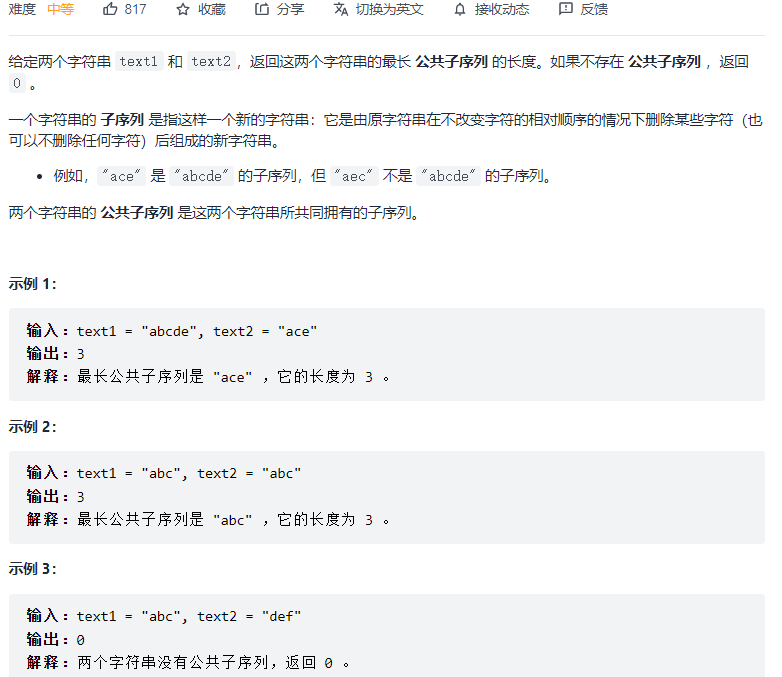 难度 中等 817 收藏 分享 切换为英文 接收动态 反馈
给定两个字符串 text1 和 text2，返回这两个字符串的最长 公共子序列 的长度。如果不存在 公共子序列 ，返回
0 。
一个字符串的 子序列 是指这样一个新的字符串：它是由原字符串在不改变字符的相对顺序的情况下删除某些字符（也
可以不删除任何字符）后组成的新字符串。
• 例如，"ace" 是 "abcde" 的子序列，但 "aec" 不是 "abcde" 的子序列。
两个字符串的 公共子序列 是这两个字符串所共同拥有的子序列。
示例 1：
输入：text1 = "abcde", text2 = "ace"
输出：3
解释：最长公共子序列是 "ace" ，它的长度为 3 。
示例 2：
输入：text1 = "abc", text2 = "abc"
输出：3
解释：最长公共子序列是 "abc" ，它的长度为 3 。
示例 3：
输入：text1 = "abc", text2 = "def"
输出：0
解释：两个字符串没有公共子序列，返回 0 。